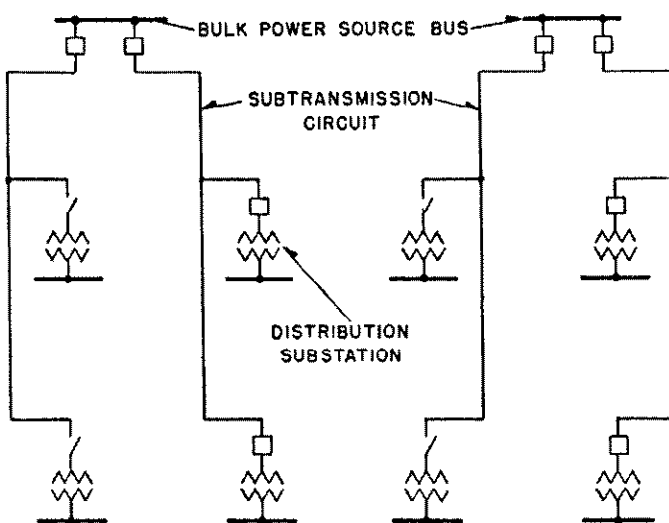 BULK POWER SOURCE BUS
SUBTRANSMISSION
CIRCUIT
DISTRIBUTION
SUBSTATION